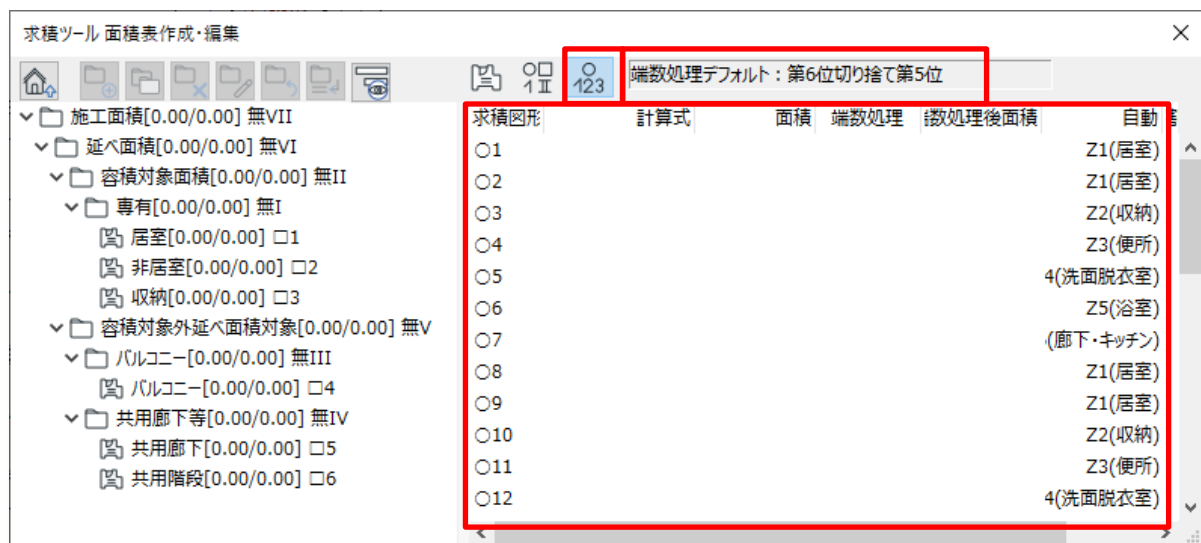 求積ツール 面積表作成・編集
○□
1 Ⅱ
○
123
端数処理デフォルト：第6位切り捨て第5位
施工面積[0.00/0.00] 無VII
延べ面積[0.00/0.00] 無VI
容積対象面積[0.00/0.00] 無II
専有[0.00/0.00] 無I
居室[0.00/0.00] □1
非居室[0.00/0.00] □2
収納[0.00/0.00] □3
容積対象外延べ面積対象[0.00/0.00] 無V
バルコニー[0.00/0.00] 無III
バルコニー[0.00/0.00] □4
共用廊下等[0.00/0.00] 無IV
共用廊下[0.00/0.00] □5
共用階段[0.00/0.00] □6
求積図形 計算式 面積 端数処理 数処理後面積 自動
○1 Z1(居室)
○2 Z1(居室)
○3 Z2(収納)
○4 Z3(便所)
○5 4(洗面脱衣室)
○6 Z5(浴室)
○7 (廊下・キッチン)
○8 Z1(居室)
○9 Z1(居室)
○10 Z2(収納)
○11 Z3(便所)
○12 4(洗面脱衣室)